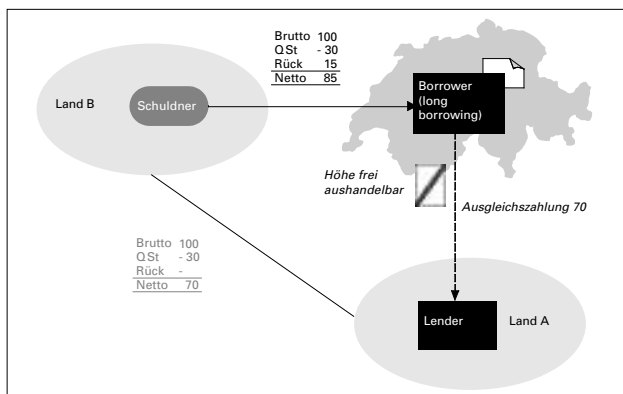 Brutto 100
QSt - 30
Rück 15
Netto 85
Land B
Schuldner
Borrower
(long
borrowing)
Höhe frei
aushandelbar
Ausgleichszahlung 70
Brutto 100
QSt - 30
Rück -
Netto 70
Lender
Land A